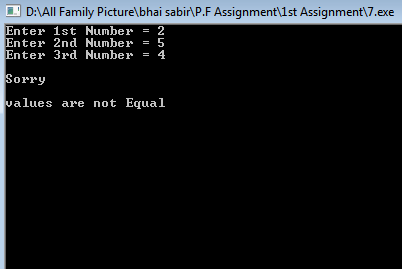 D:\All Family Picture\bhai sabir\P.F Assignment\1st Assignment\7.exe
Enter 1st Number = 2
Enter 2nd Number = 5
Enter 3rd Number = 4
Sorry
values are not Equal